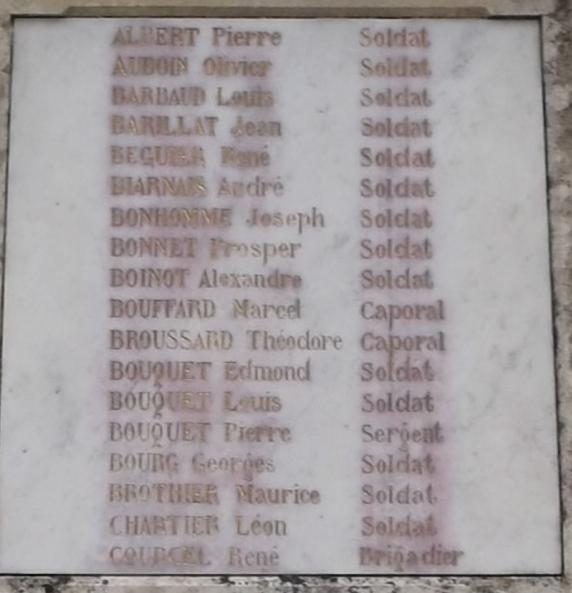 ALBERT Pierre Soldat
AUDOIN Olivier Soldat
BARBAUD Louis Soldat
BARILLAT Jean Soldat
BEGUIER René Soldat
BIARNAIS André Soldat
BONHOMME Joseph Soldat
BONNET Prosper Soldat
BOINOT Alexandre Soldat
BOUFFARD Marcel Caporal
BROUSSARD Théodore Caporal
BOUQUET Edmond Soldat
BOUQUET Louis Soldat
BOUQUET Pierre Sergent
BOURG Georges Soldat
BROTHIER Maurice Soldat
CHARTIER Léon Soldat
COURCEL René Brigadier